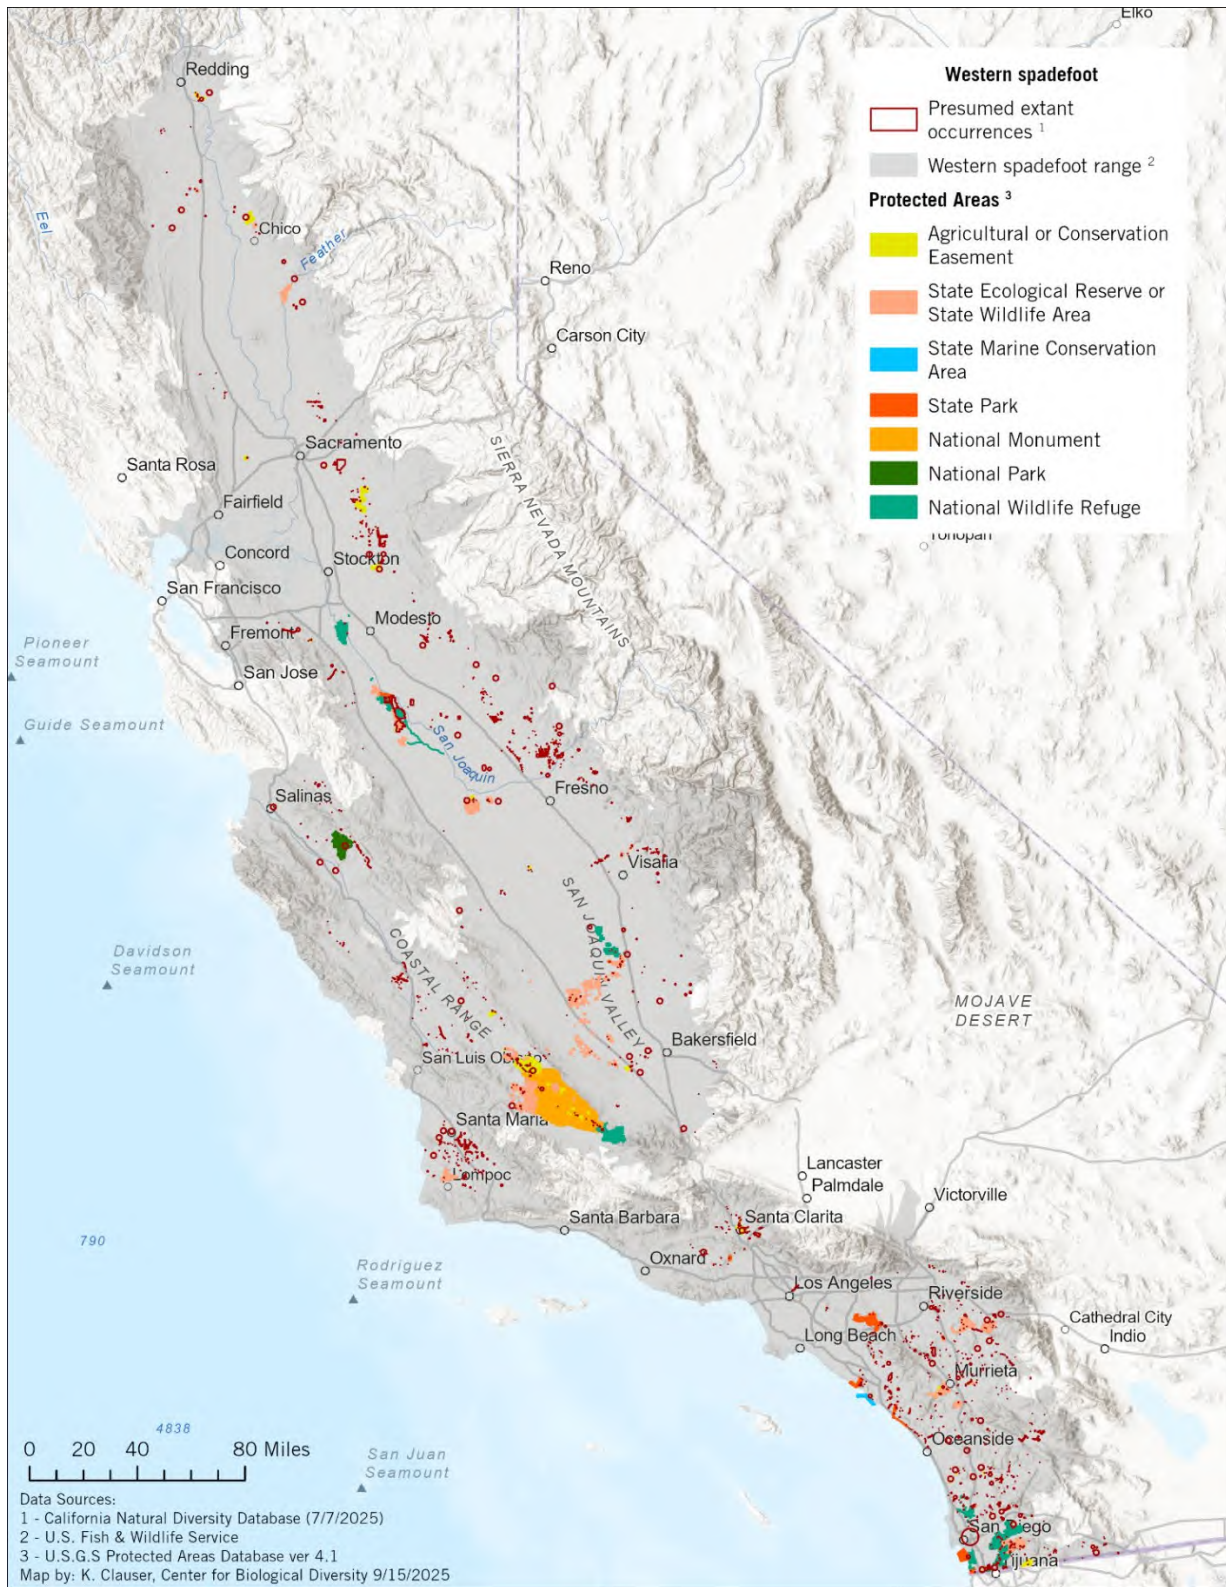 Elko
Western spadefoot
Presumed extant
occurrences 1
Western spadefoot range 2
Protected Areas 3
Agricultural or Conservation
Easement
State Ecological Reserve or
State Wildlife Area
State Marine Conservation
Area
State Park
National Monument
National Park
National Wildlife Refuge
Redding
Eel
Chico
Feather
Reno
Carson City
Sacramento
Santa Rosa
SIERRA NEVADA MOUNTAINS
Fairfield
Tonopah
Concord
Stockton
San Francisco
Modesto
Fremont
Pioneer
Seamount
San Jose
Guide Seamount
San Joaquin
Salinas
Fresno
Visalia
SAN JOAQUIN VALLEY
COASTAL RANGE
Davidson
Seamount
MOJAVE
DESERT
Bakersfield
San Luis Obispo
Santa Maria
Lancaster
Palmdale
Lompoc
Victorville
Santa Barbara
Santa Clarita
790
Oxnard
Rodriguez
Seamount
Los Angeles
Riverside
Cathedral City
Long Beach
Indio
Murrieta
4838
Oceanside
San Juan
Seamount
0 20 40 80 Miles
San Diego
Tijuana
Data Sources:
1 - California Natural Diversity Database (7/7/2025)
2 - U.S. Fish & Wildlife Service
3 - U.S.G.S Protected Areas Database ver 4.1
Map by: K. Clauser, Center for Biological Diversity 9/15/2025